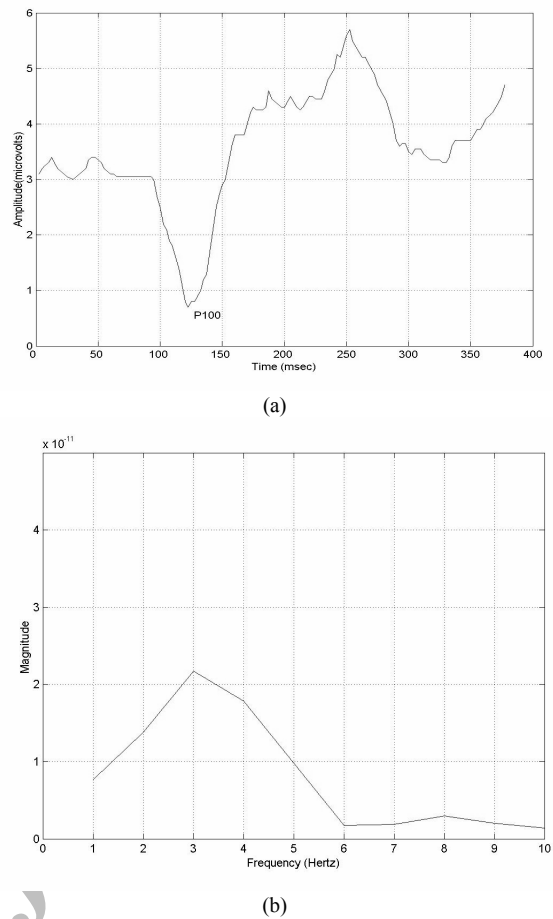 6
5
4
3
2
1
0
Amplitude(microvolts)
P100
0 50 100 150 200 250 300 350 400
Time (msec)
(a)
x 10-11
4
3
2
1
0
Magnitude
0 1 2 3 4 5 6 7 8 9 10
Frequency (Hertz)
(b)